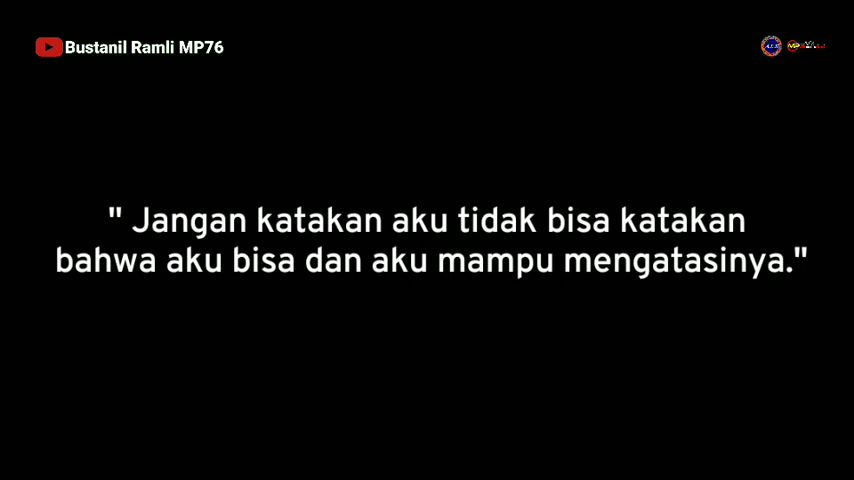 Bustanil Ramli MP76
" Jangan katakan aku tidak bisa katakan
bahwa aku bisa dan aku mampu mengatasinya."